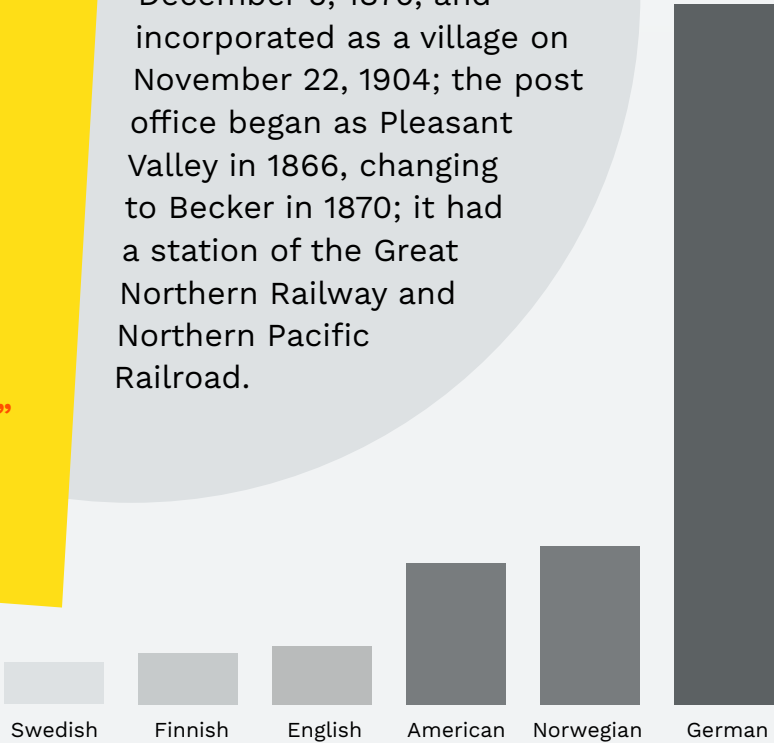 incorporated as a village on
November 22, 1904; the post
office began as Pleasant
Valley in 1866, changing
to Becker in 1870; it had
a station of the Great
Northern Railway and
Northern Pacific
Railroad.
”
Swedish Finnish English American Norwegian German